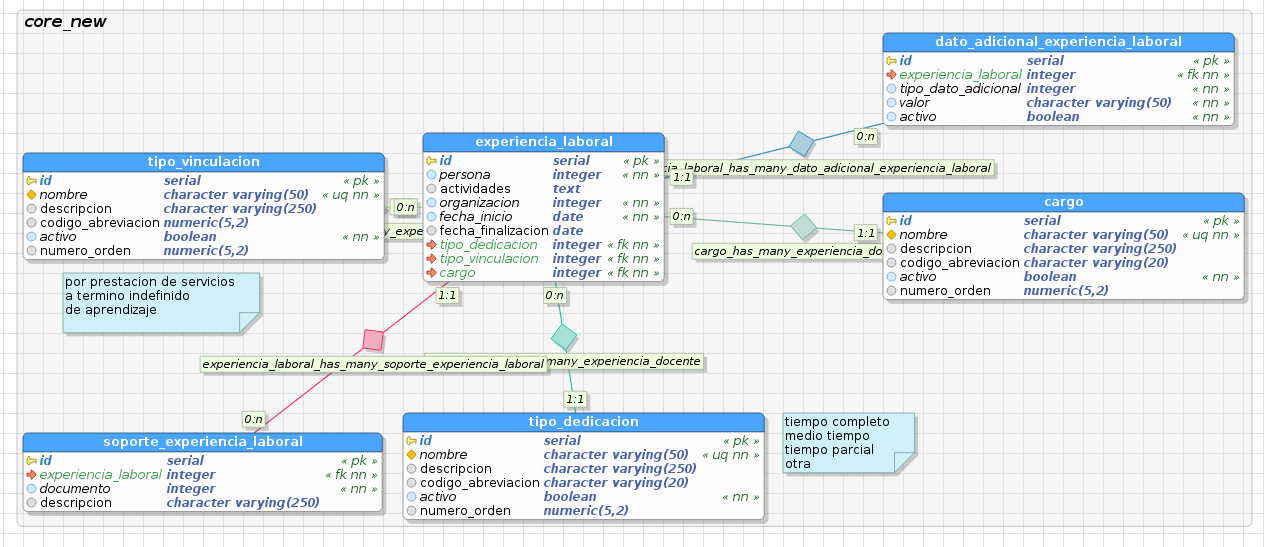 core_new
dato_adicional_experiencia_laboral
id serial « pk »
experiencia_laboral integer « fk nn »
tipo_dato_adicional integer « nn »
valor character varying(50) « nn »
activo boolean « nn »
experiencia_laboral
id serial « pk »
persona integer « nn »
actividades text
organizacion integer « nn »
fecha_inicio date « nn »
fecha_finalizacion date
tipo_dedicacion integer « fk nn »
tipo_vinculacion integer « fk nn »
cargo integer « fk nn »
tipo_vinculacion
id serial « pk »
nombre character varying(50) « uq nn »
descripcion character varying(250)
codigo_abreviacion numeric(5,2)
activo boolean « nn »
numero_orden numeric(5,2)
0:n
laboral_has_many_dato_adicional_experiencia_laboral
1:1
0:n
0:n
1:1
cargo_has_many_experiencia_do
cargo
id serial « pk »
nombre character varying(50) « uq nn »
descripcion character varying(250)
codigo_abreviacion character varying(20)
activo boolean « nn »
numero_orden numeric(5,2)
por prestacion de servicios
a termino indefinido
de aprendizaje
1:1
0:n
experiencia_laboral_has_many_soporte_experiencia_laboral
many_experiencia_docente
0:n
1:1
soporte_experiencia_laboral
id serial « pk »
experiencia_laboral integer « fk nn »
documento integer « nn »
descripcion character varying(250)
tipo_dedicacion
id serial « pk »
nombre character varying(50) « uq nn »
descripcion character varying(250)
codigo_abreviacion character varying(20)
activo boolean « nn »
numero_orden numeric(5,2)
tiempo completo
medio tiempo
tiempo parcial
otra